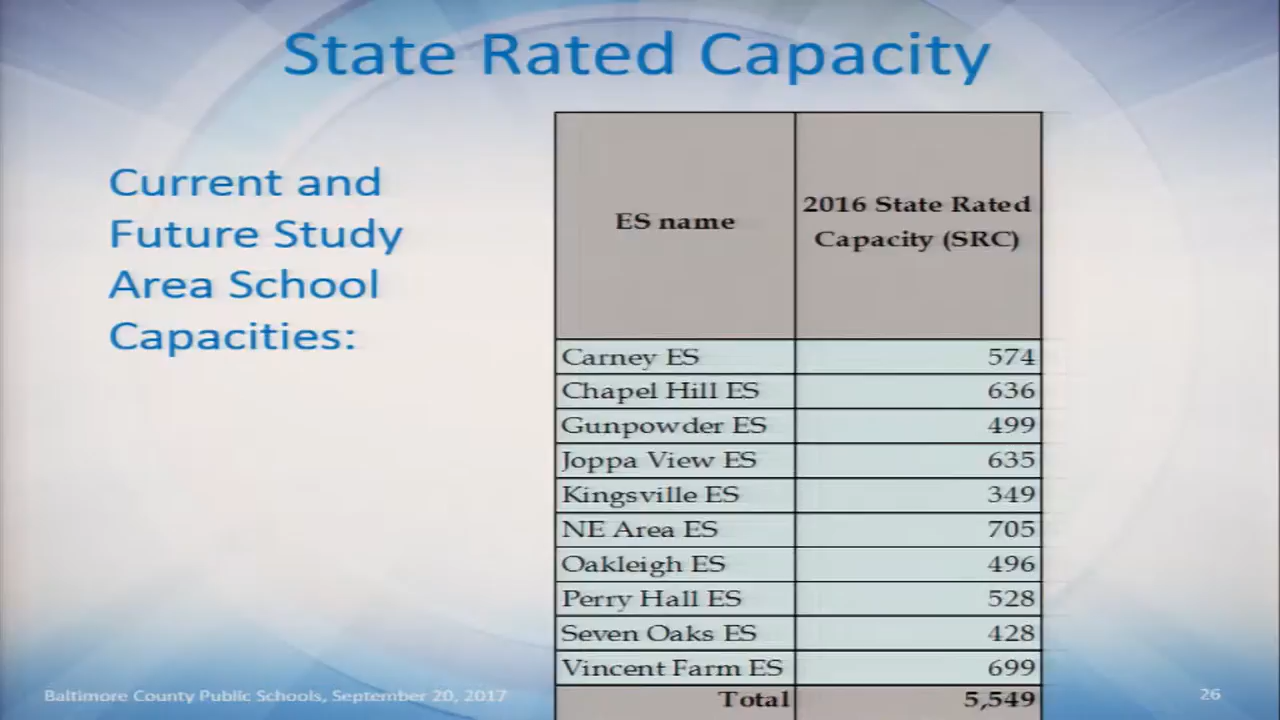 State Rated Capacity
Current and
Future Study
Area School
Capacities:
ES name
2016 State Rated
Capacity (SRC)
Carney ES 574
Chapel Hill ES 636
Gunpowder ES 499
Joppa View ES 635
Kingsville ES 349
NE Area ES 705
Oakleigh ES 496
Perry Hall ES 528
Seven Oaks ES 428
Vincent Farm ES 699
Total 5,549
Baltimore County Public Schools, September 20, 2017
26